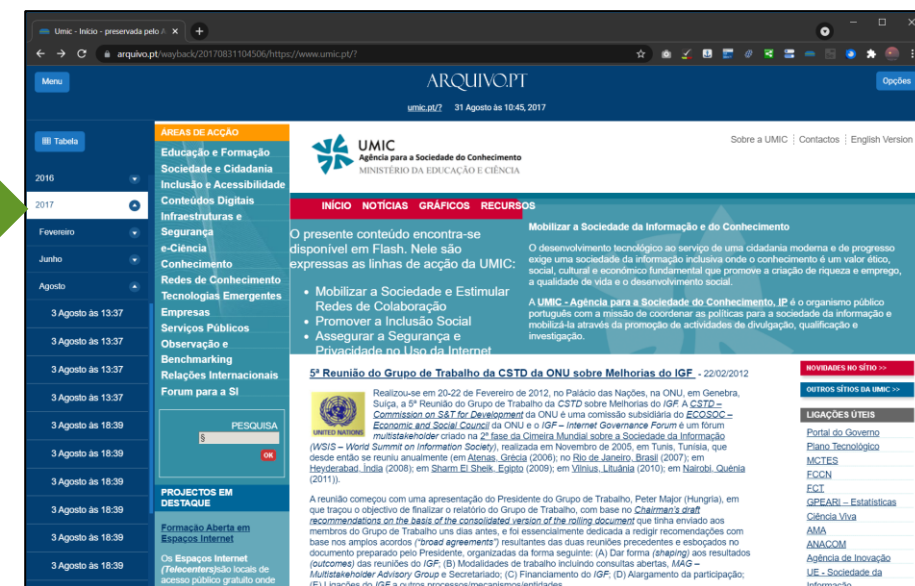 Umic - Início - preservada pelo A
arquivo.pt/wayback/20170831104506/https://www.umic.pt/?
Menu
ARQUIVO.PT
Opções
umic.pt/? 31 Agosto às 10:45, 2017
Tabela
2016
2017
Fevereiro
Junho
Agosto
3 Agosto às 13:37
3 Agosto às 13:37
3 Agosto às 13:37
3 Agosto às 13:37
3 Agosto às 18:39
3 Agosto às 18:39
3 Agosto às 18:39
3 Agosto às 18:39
3 Agosto às 18:39
3 Agosto às 18:39
ÁREAS DE ACÇÃO
Educação e Formação
Sociedade e Cidadania
Inclusão e Acessibilidade
Conteúdos Digitais
Infraestruturas e
Segurança
e-Ciência
Conhecimento
Redes de Conhecimento
Tecnologias Emergentes
Empresas
Serviços Públicos
Observação e
Benchmarking
Relações Internacionais
Forum para a SI
PESQUISA
§
OK
PROJECTOS EM
DESTAQUE
Formação Aberta em
Espaços Internet
Os Espaços Internet
(Telecenters)são locais de
acesso público gratuito onde
UMIC
Agência para a Sociedade do Conhecimento
MINISTÉRIO DA EDUCAÇÃO E CIÊNCIA
Sobre a UMIC Contactos English Version
INÍCIO NOTÍCIAS GRÁFICOS RECURSOS
O presente conteúdo encontra-se
disponível em Flash. Nele são
expressas as linhas de acção da UMIC:
• Mobilizar a Sociedade e Estimular
Redes de Colaboração
• Promover a Inclusão Social
• Assegurar a Segurança e
Privacidade no Uso da Internet
Mobilizar a Sociedade da Informação e do Conhecimento
O desenvolvimento tecnológico ao serviço de uma cidadania moderna e de progresso
exige uma sociedade da informação inclusiva onde o conhecimento é um valor ético,
social, cultural e económico fundamental que promove a criação de riqueza e emprego,
a qualidade de vida e o desenvolvimento social.
A UMIC - Agência para a Sociedade do Conhecimento, IP é o organismo público
português com a missão de coordenar as políticas para a sociedade da informação e
mobilizá-la através da promoção de actividades de divulgação, qualificação e
investigação.
5ª Reunião do Grupo de Trabalho da CSTD da ONU sobre Melhorias do IGF - 22/02/2012
UNITED NATIONS
Realizou-se em 20-22 de Fevereiro de 2012, no Palácio das Nações, na ONU, em Genebra,
Suíça, a 5ª Reunião do Grupo de Trabalho da CSTD sobre Melhorias do IGF. A CSTD –
Commission on S&T for Development da ONU é uma comissão subsidiária do ECOSOC –
Economic and Social Council da ONU e o IGF – Internet Governance Forum é um fórum
multistakeholder criado na 2ª fase da Cimeira Mundial sobre a Sociedade da Informação
(WSIS – World Summit on Information Society), realizada em Novembro de 2005, em Tunis, Tunísia, que
desde então se reuniu anualmente (em Atenas, Grécia (2006); no Rio de Janeiro, Brasil (2007); em
Heyderabad, Índia (2008); em Sharm El Sheik, Egipto (2009); em Vilnius, Lituânia (2010); em Nairobi, Quénia
(2011)).
A reunião começou com uma apresentação do Presidente do Grupo de Trabalho, Peter Major (Hungria), em
que traçou o objectivo de finalizar o relatório do Grupo de Trabalho, com base no Chairman's draft
recommendations on the basis of the consolidated version of the rolling document que tinha enviado aos
membros do Grupo de Trabalho uns dias antes, e foi essencialmente dedicada a redigir recomendações com
base nos amplos acordos ("broad agreements") resultantes das duas reuniões precedentes e esboçados no
documento preparado pelo Presidente, organizadas da forma seguinte: (A) Dar forma (shaping) aos resultados
(outcomes) das reuniões do IGF; (B) Modalidades de trabalho incluindo consultas abertas, MAG –
Multistakeholder Advisory Group e Secretariado; (C) Financiamento do IGF; (D) Alargamento da participação;
(E) Ligações do IGF a outros processos/mecanismos/entidades.
NOVIDADES NO SÍTIO >>
OUTROS SÍTIOS DA UMIC >>
LIGAÇÕES ÚTEIS
Portal do Governo
Plano Tecnológico
MCTES
FCCN
FCT
GPEARI – Estatísticas
Ciência Viva
AMA
ANACOM
Agência de Inovação
UE - Sociedade da
Informação